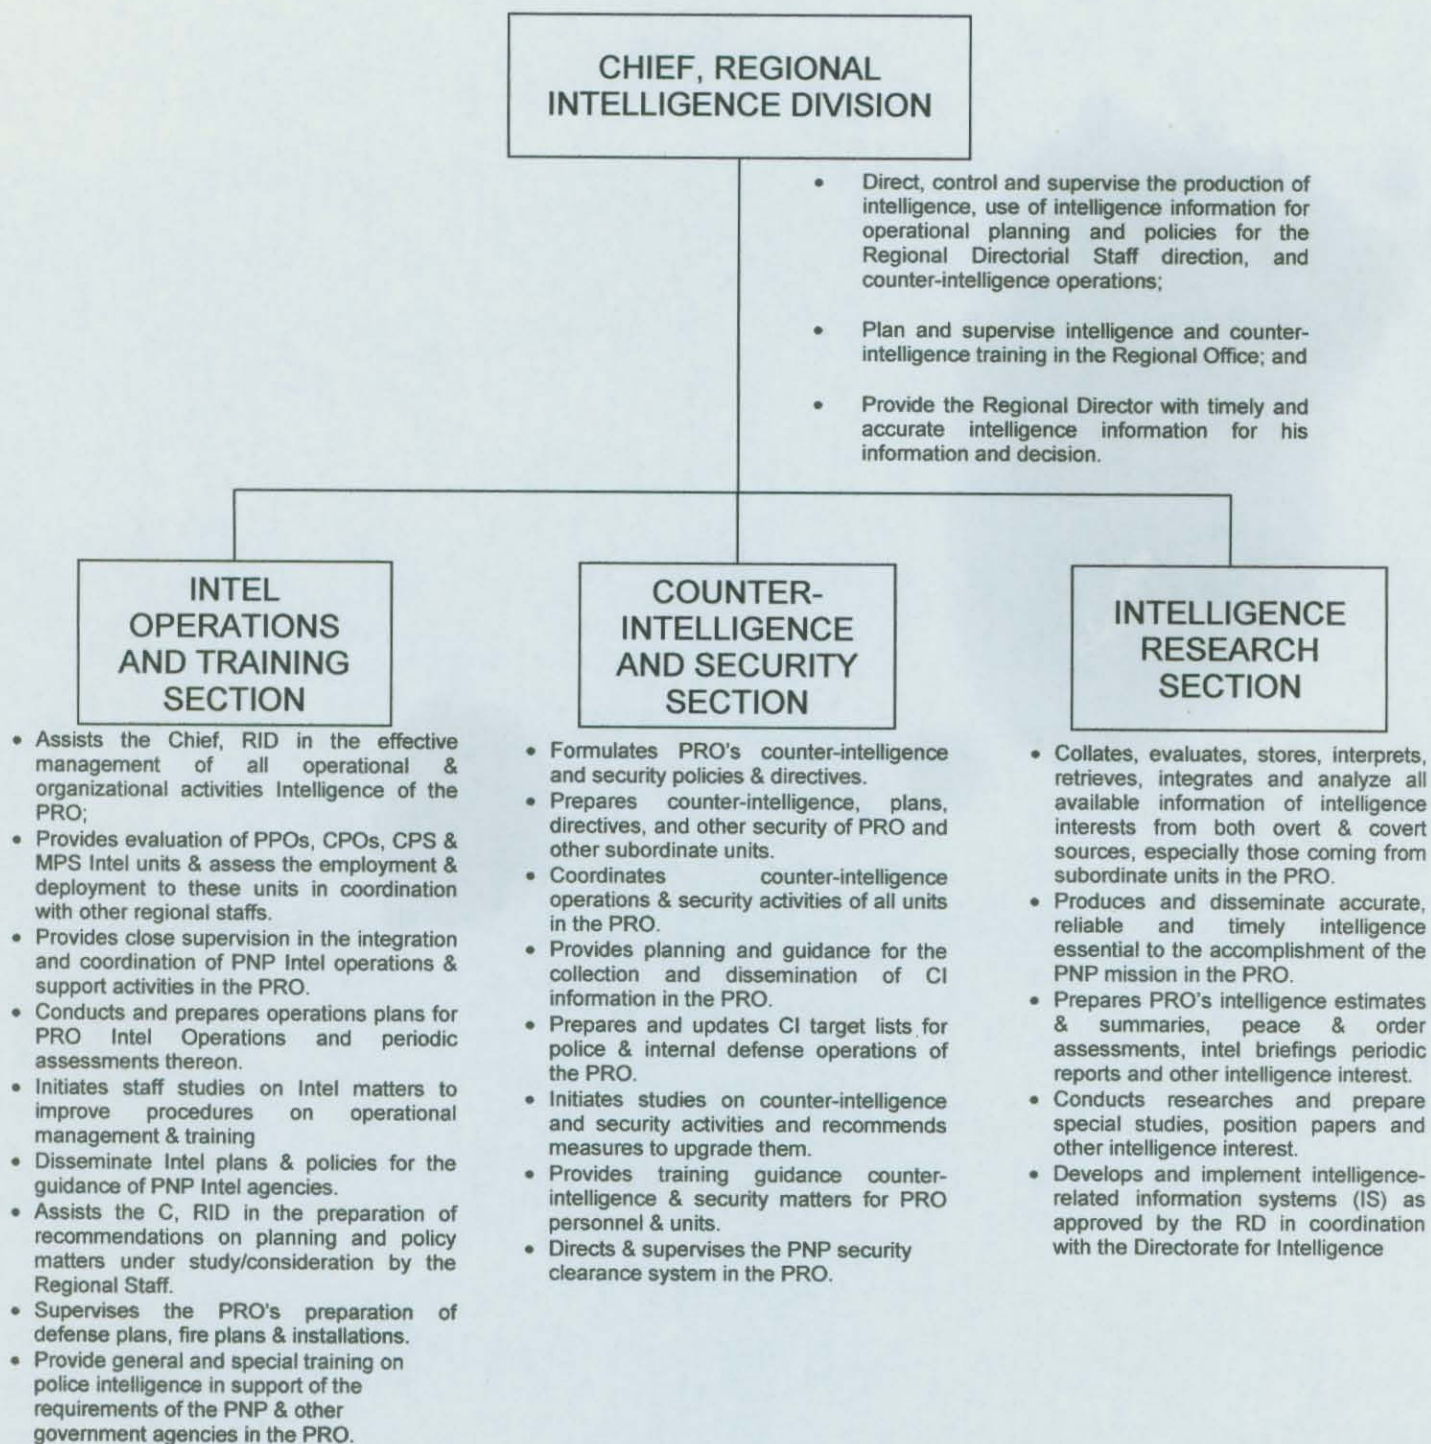 CHIEF, REGIONAL
INTELLIGENCE DIVISION
• Direct, control and supervise the production of
intelligence, use of intelligence information for
operational planning and policies for the
Regional Directorial Staff direction, and
counter-intelligence operations;
• Plan and supervise intelligence and counter-
intelligence training in the Regional Office; and
• Provide the Regional Director with timely and
accurate intelligence information for his
information and decision.
INTEL
OPERATIONS
AND TRAINING
SECTION
• Assists the Chief, RID in the effective
management of all operational &
organizational activities Intelligence of the
PRO;
• Provides evaluation of PPOs, CPOs, CPS &
MPS Intel units & assess the employment &
deployment to these units in coordination
with other regional staffs.
• Provides close supervision in the integration
and coordination of PNP Intel operations &
support activities in the PRO.
• Conducts and prepares operations plans for
PRO Intel Operations and periodic
assessments thereon.
• Initiates staff studies on Intel matters to
improve procedures on operational
management & training
• Disseminate Intel plans & policies for the
guidance of PNP Intel agencies.
• Assists the C, RID in the preparation of
recommendations on planning and policy
matters under study/consideration by the
Regional Staff.
• Supervises the PRO's preparation of
defense plans, fire plans & installations.
• Provide general and special training on
police intelligence in support of the
requirements of the PNP & other
government agencies in the PRO.
COUNTER-
INTELLIGENCE
AND SECURITY
SECTION
• Formulates PRO's counter-intelligence
and security policies & directives.
• Prepares counter-intelligence, plans,
directives, and other security of PRO and
other subordinate units.
• Coordinates counter-intelligence
operations & security activities of all units
in the PRO.
• Provides planning and guidance for the
collection and dissemination of CI
information in the PRO.
• Prepares and updates CI target lists for
police & internal defense operations of
the PRO.
• Initiates studies on counter-intelligence
and security activities and recommends
measures to upgrade them.
• Provides training guidance counter-
intelligence & security matters for PRO
personnel & units.
• Directs & supervises the PNP security
clearance system in the PRO.
INTELLIGENCE
RESEARCH
SECTION
• Collates, evaluates, stores, interprets,
retrieves, integrates and analyze all
available information of intelligence
interests from both overt & covert
sources, especially those coming from
subordinate units in the PRO.
• Produces and disseminate accurate,
reliable and timely intelligence
essential to the accomplishment of the
PNP mission in the PRO.
• Prepares PRO's intelligence estimates
& summaries, peace & order
assessments, intel briefings periodic
reports and other intelligence interest.
• Conducts researches and prepare
special studies, position papers and
other intelligence interest.
• Develops and implement intelligence-
related information systems (IS) as
approved by the RD in coordination
with the Directorate for Intelligence